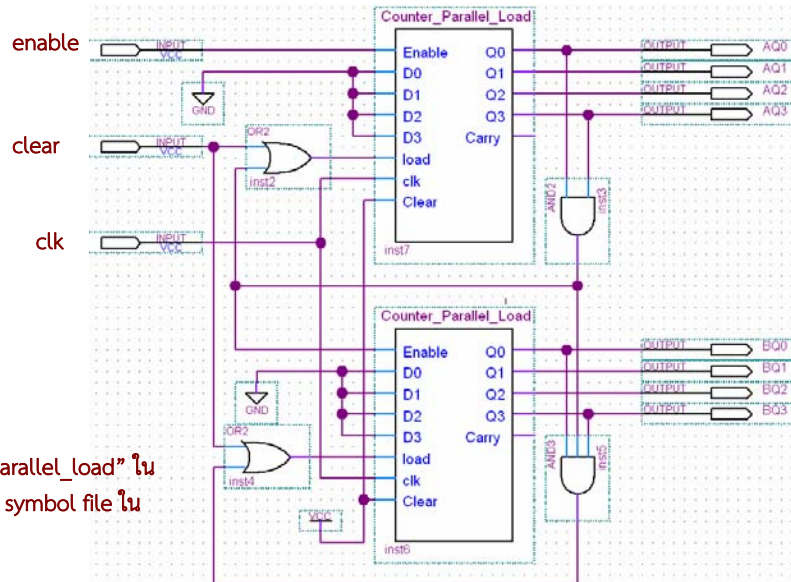 Counter_Parallel_Load
enable
INPUT
VCC
Enable
Q0
OUTPUT
AQ0
D0
Q1
OUTPUT
AQ1
D1
Q2
OUTPUT
AQ2
D2
Q3
OUTPUT
AQ3
GND
D3
Carry
clear
INPUT
VCC
OR2
load
inst2
clk
Clear
AND2
inst3
clk
INPUT
VCC
inst7
Counter_Parallel_Load
Enable
Q0
OUTPUT
BQ0
D0
Q1
OUTPUT
BQ1
D1
Q2
OUTPUT
BQ2
D2
Q3
OUTPUT
BQ3
GND
D3
Carry
OR2
load
inst4
clk
Clear
AND3
inst5
arallel_load” ใน
symbol file ใน
VCC
inst6